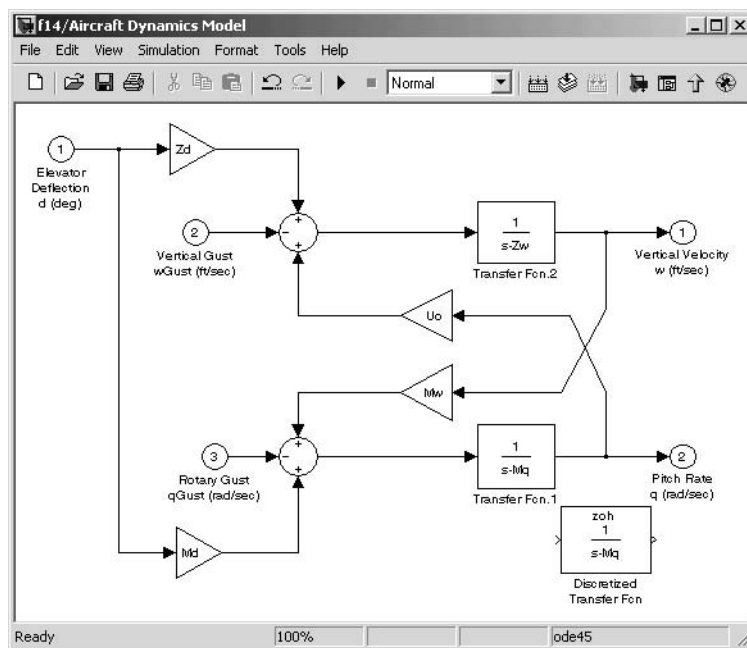 f14/Aircraft Dynamics Model
File Edit View Simulation Format Tools Help
Normal
1
Elevator
Deflection
d (deg)
Zd
2
Vertical Gust
wGust (ft/sec)
+
−
+
1
s-Zw
Transfer Fcn.2
1
Vertical Velocity
w (ft/sec)
Uo
Mw
3
Rotary Gust
qGust (rad/sec)
+
−
+
1
s-Mq
Transfer Fcn.1
2
Pitch Rate
q (rad/sec)
Md
zoh
1
s-Mq
Discretized
Transfer Fcn
Ready 100% ode45